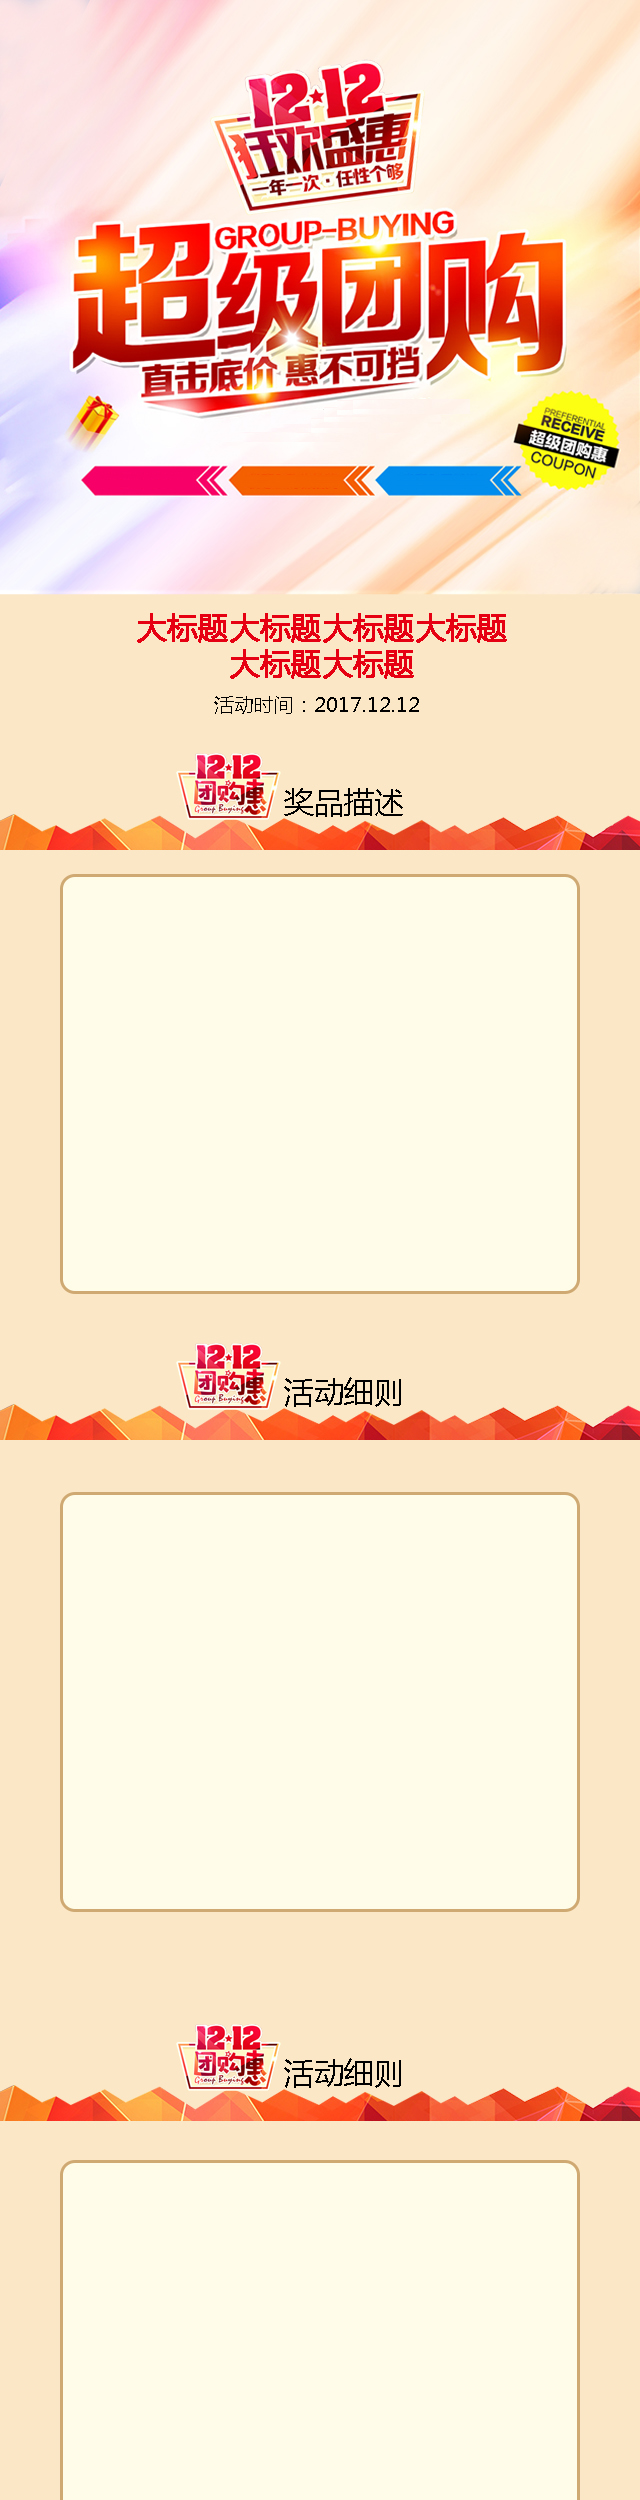 12·12
狂欢盛惠
一年一次·任性个够
GROUP-BUYING
超级团购
直击底价 惠不可挡
PREFERENTIAL
RECEIVE
超级团购惠
COUPON
大标题大标题大标题大标题
大标题大标题
活动时间：2017.12.12
12·12
团购惠
Group Buying
奖品描述
12·12
团购惠
Group Buying
活动细则
12·12
团购惠
Group Buying
活动细则